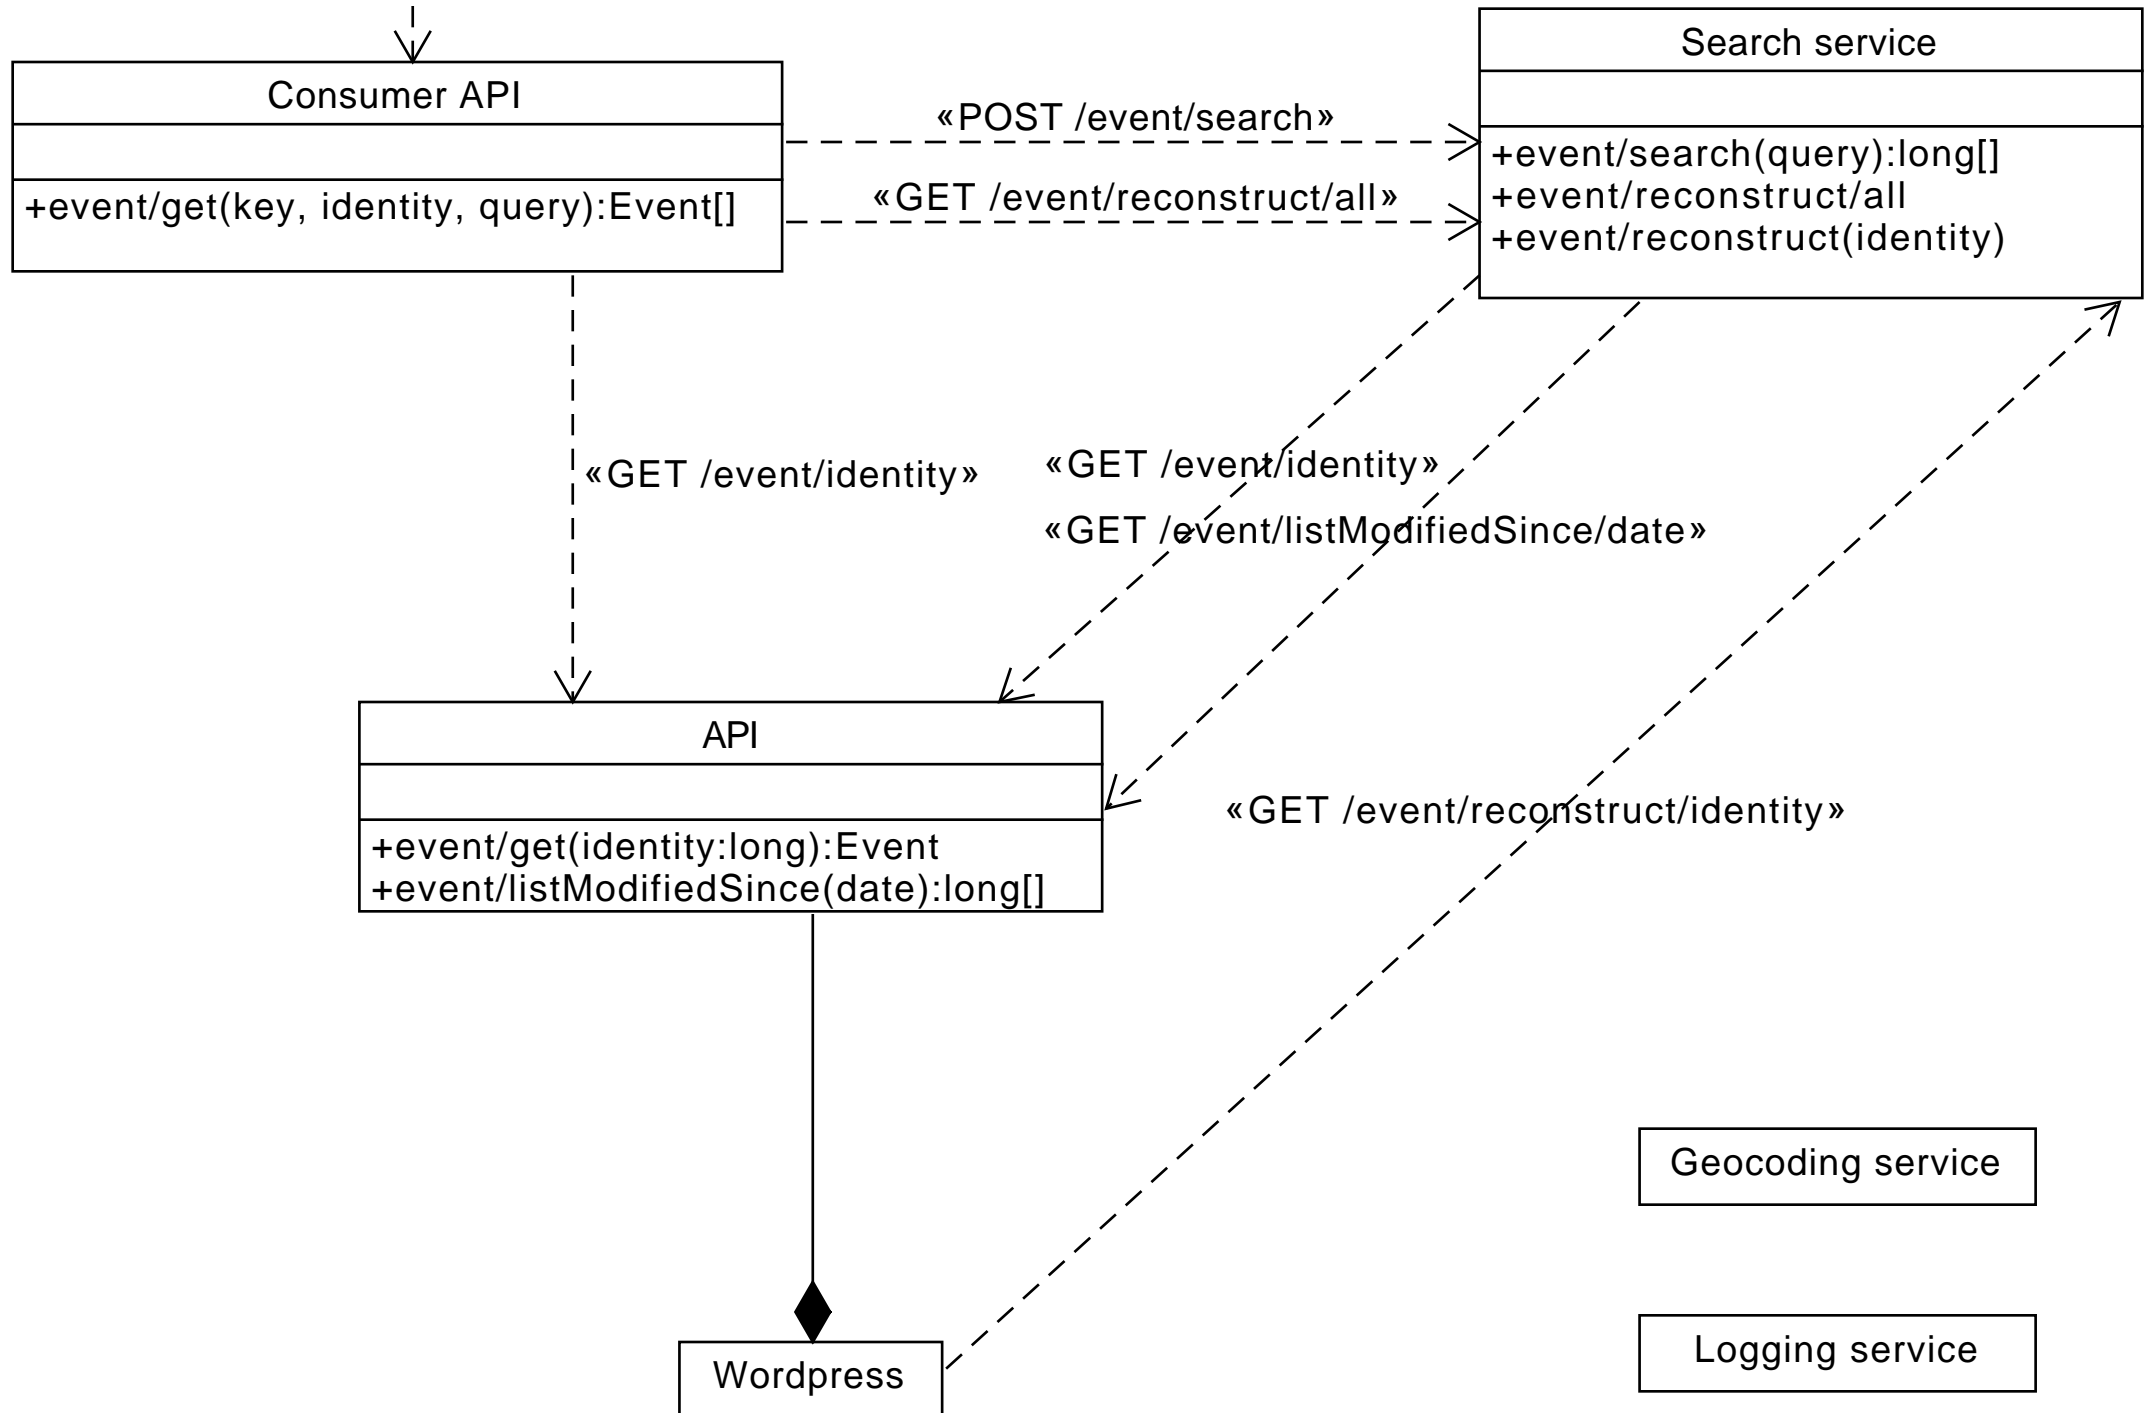 Search service
Consumer API
«POST /event/search»
+event/search(query):long[]
+event/get(key, identity, query):Event[]
«GET /event/reconstruct/all»
+event/reconstruct/all
+event/reconstruct(identity)
«GET /event/identity»
«GET /event/identity»
«GET /event/listModifiedSince/date»
API
«GET /event/reconstruct/identity»
+event/get(identity:long):Event
+event/listModifiedSince(date):long[]
Geocoding service
Logging service
Wordpress